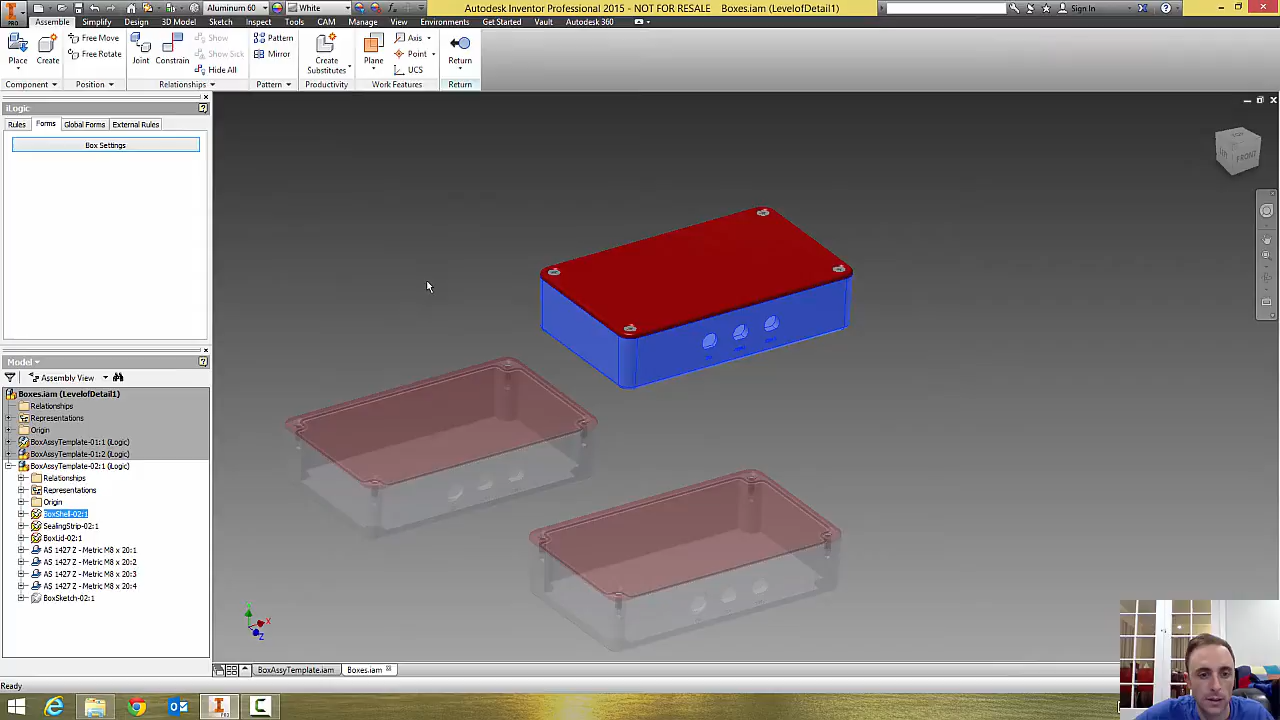 Aluminum 60
White
Autodesk Inventor Professional 2015 - NOT FOR RESALE
Boxes.iam (LevelofDetail1)
Sign In
PRO
Assemble
Simplify
Design
3D Model
Sketch
Inspect
Tools
CAM
Manage
View
Environments
Get Started
Vault
Autodesk 360
Place
Create
Free Move
Free Rotate
Joint
Constrain
Show
Show Sick
Hide All
Pattern
Mirror
Create
Substitutes
Plane
Axis
Point
UCS
Return
Component
Position
Relationships
Pattern
Productivity
Work Features
Return
iLogic
Rules
Forms
Global Forms
External Rules
Box Settings
FRONT
Model
Assembly View
Boxes.iam (LevelofDetail1)
Relationships
Representations
Origin
BoxAssyTemplate-01:1 (iLogic)
BoxAssyTemplate-01:2 (iLogic)
BoxAssyTemplate-02:1 (iLogic)
Relationships
Representations
Origin
BoxShell-02:1
SealingStrip-02:1
BoxLid-02:1
AS 1427 Z - Metric M8 x 20:1
AS 1427 Z - Metric M8 x 20:2
AS 1427 Z - Metric M8 x 20:3
AS 1427 Z - Metric M8 x 20:4
BoxSketch-02:1
Y
X
Z
BoxAssyTemplate.iam
Boxes.iam
Ready